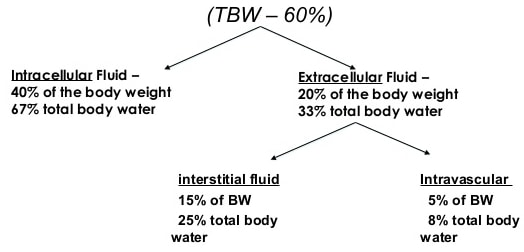 (TBW – 60%)
Intracellular Fluid –
40% of the body weight
67% total body water
Extracellular Fluid –
20% of the body weight
33% total body water
interstitial fluid
15% of BW
25% total body
water
Intravascular
5% of BW
8% total body
water